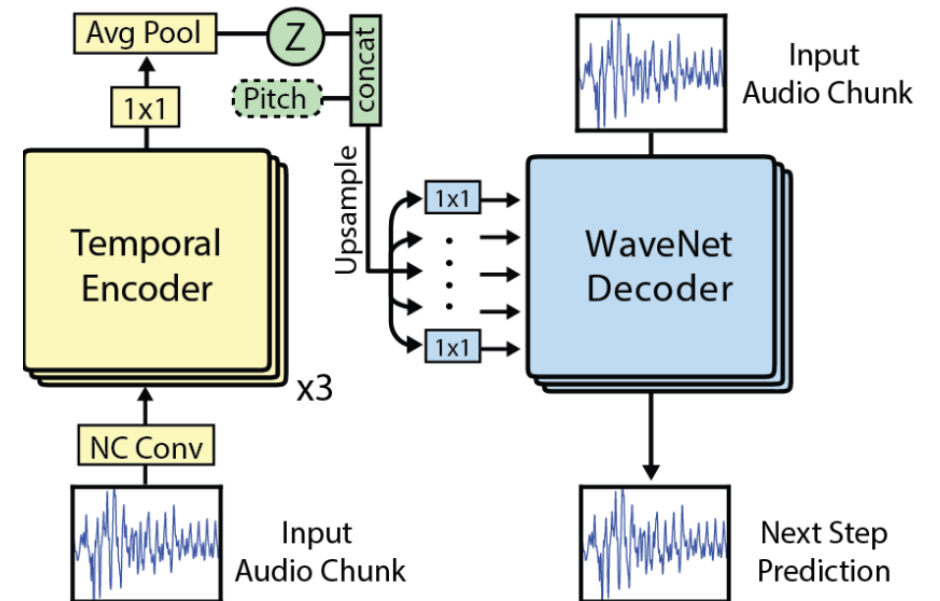 Avg Pool
Z
concat
Pitch
1x1
Upsample
Temporal
Encoder
x3
NC Conv
Input
Audio Chunk
1x1
1x1
Input
Audio Chunk
WaveNet
Decoder
Next Step
Prediction